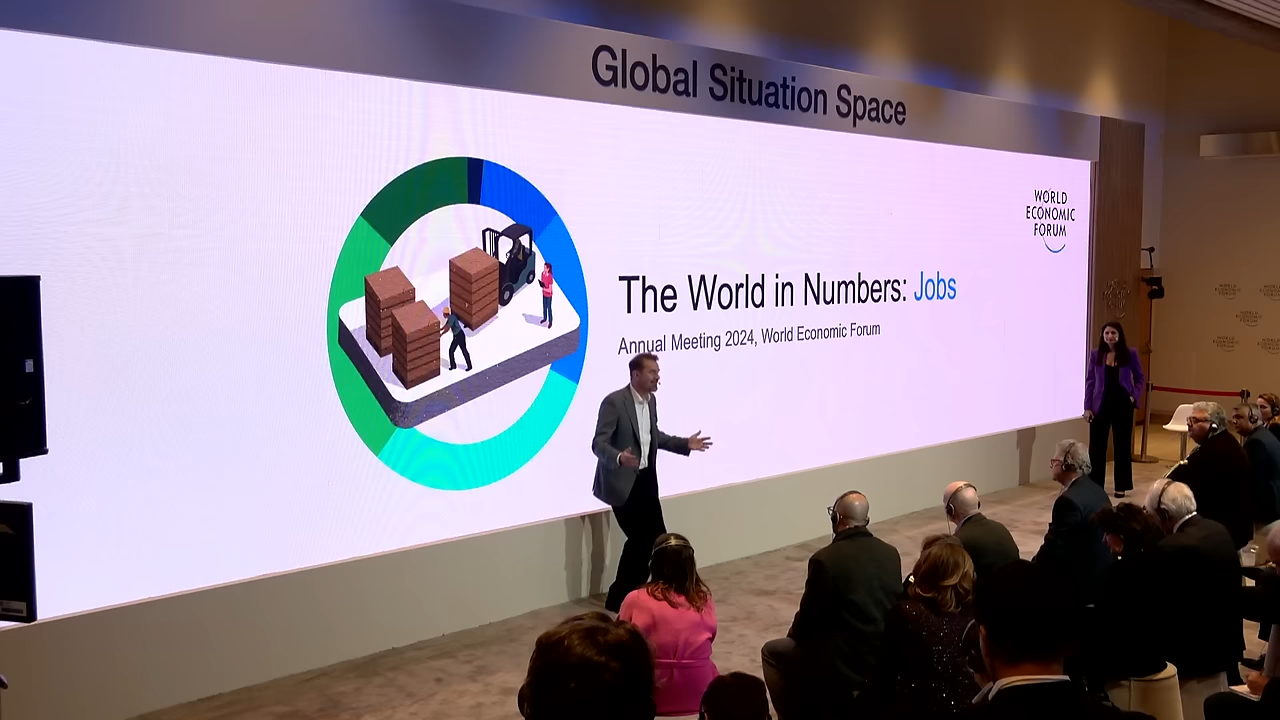 Global Situation Space
WORLD
ECONOMIC
FORUM
The World in Numbers: Jobs
Annual Meeting 2024, World Economic Forum